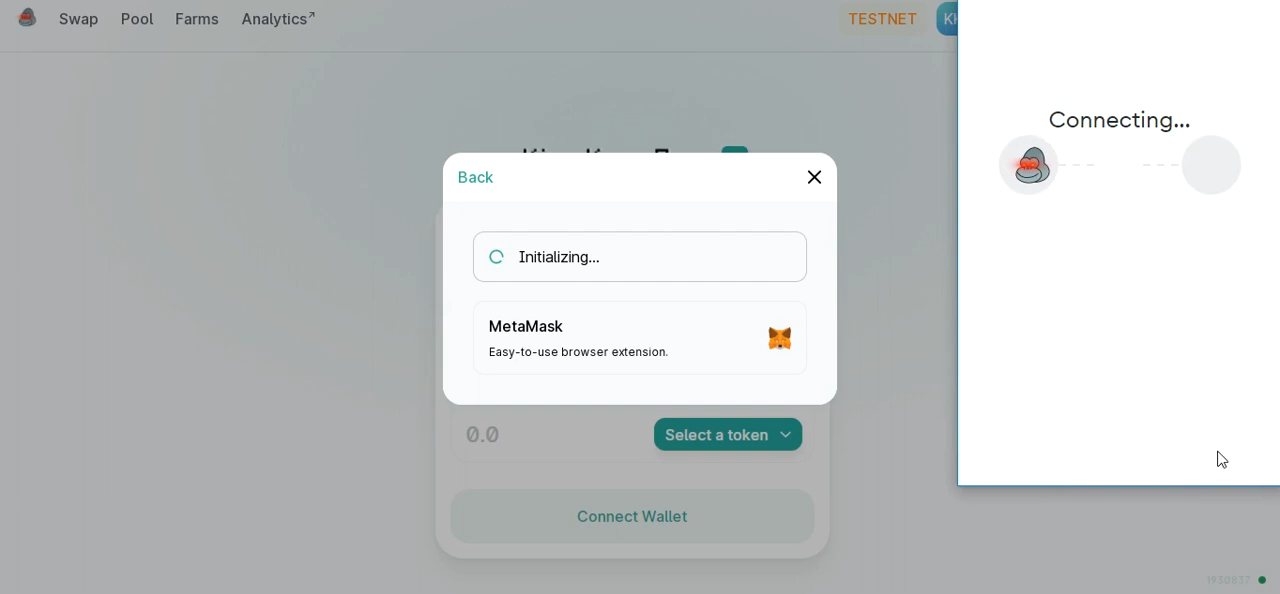 Swap Pool Farms Analytics↗ TESTNET
Connecting...
Back
Initializing...
MetaMask
Easy-to-use browser extension.
0.0 Select a token
Connect Wallet
1930837